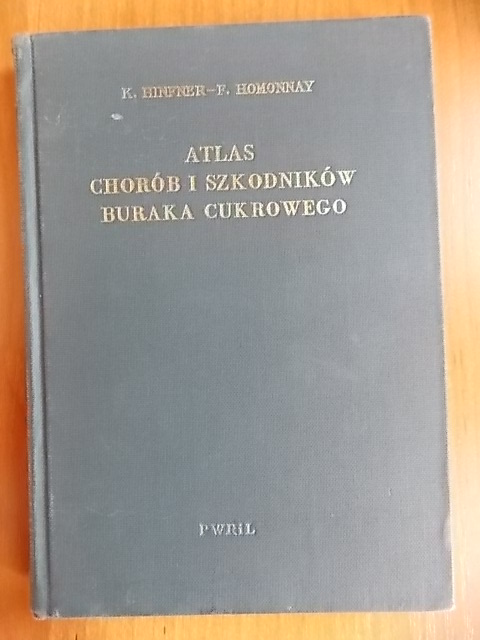 K. HINFNER-F. HOMONNAY
ATLAS
CHORÓB I SZKODNIKÓW
BURAKA CUKROWEGO
PWRiL